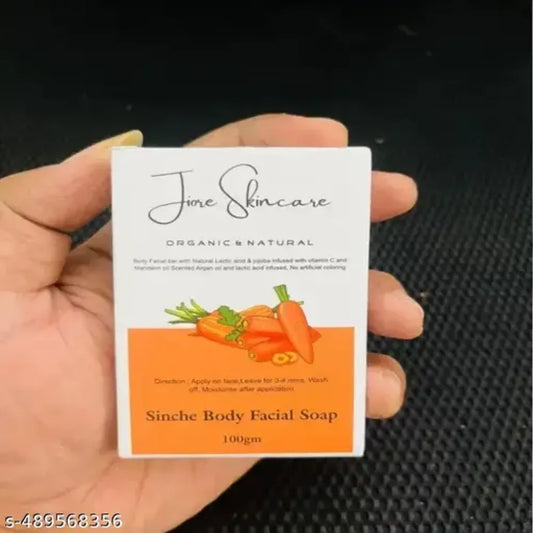 Jiore Skincare
ORGANIC & NATURAL
Body Facial bar with Natural Lactic acid & jojoba infused with vitamin C and
Mandarin oil Scented Argan oil and lactic acid infused, No artificial coloring
Direction : Apply on face,Leave for 3-4 mins, Wash
off, Moisturise after application
Sinche Body Facial Soap
100gm
s-489568356